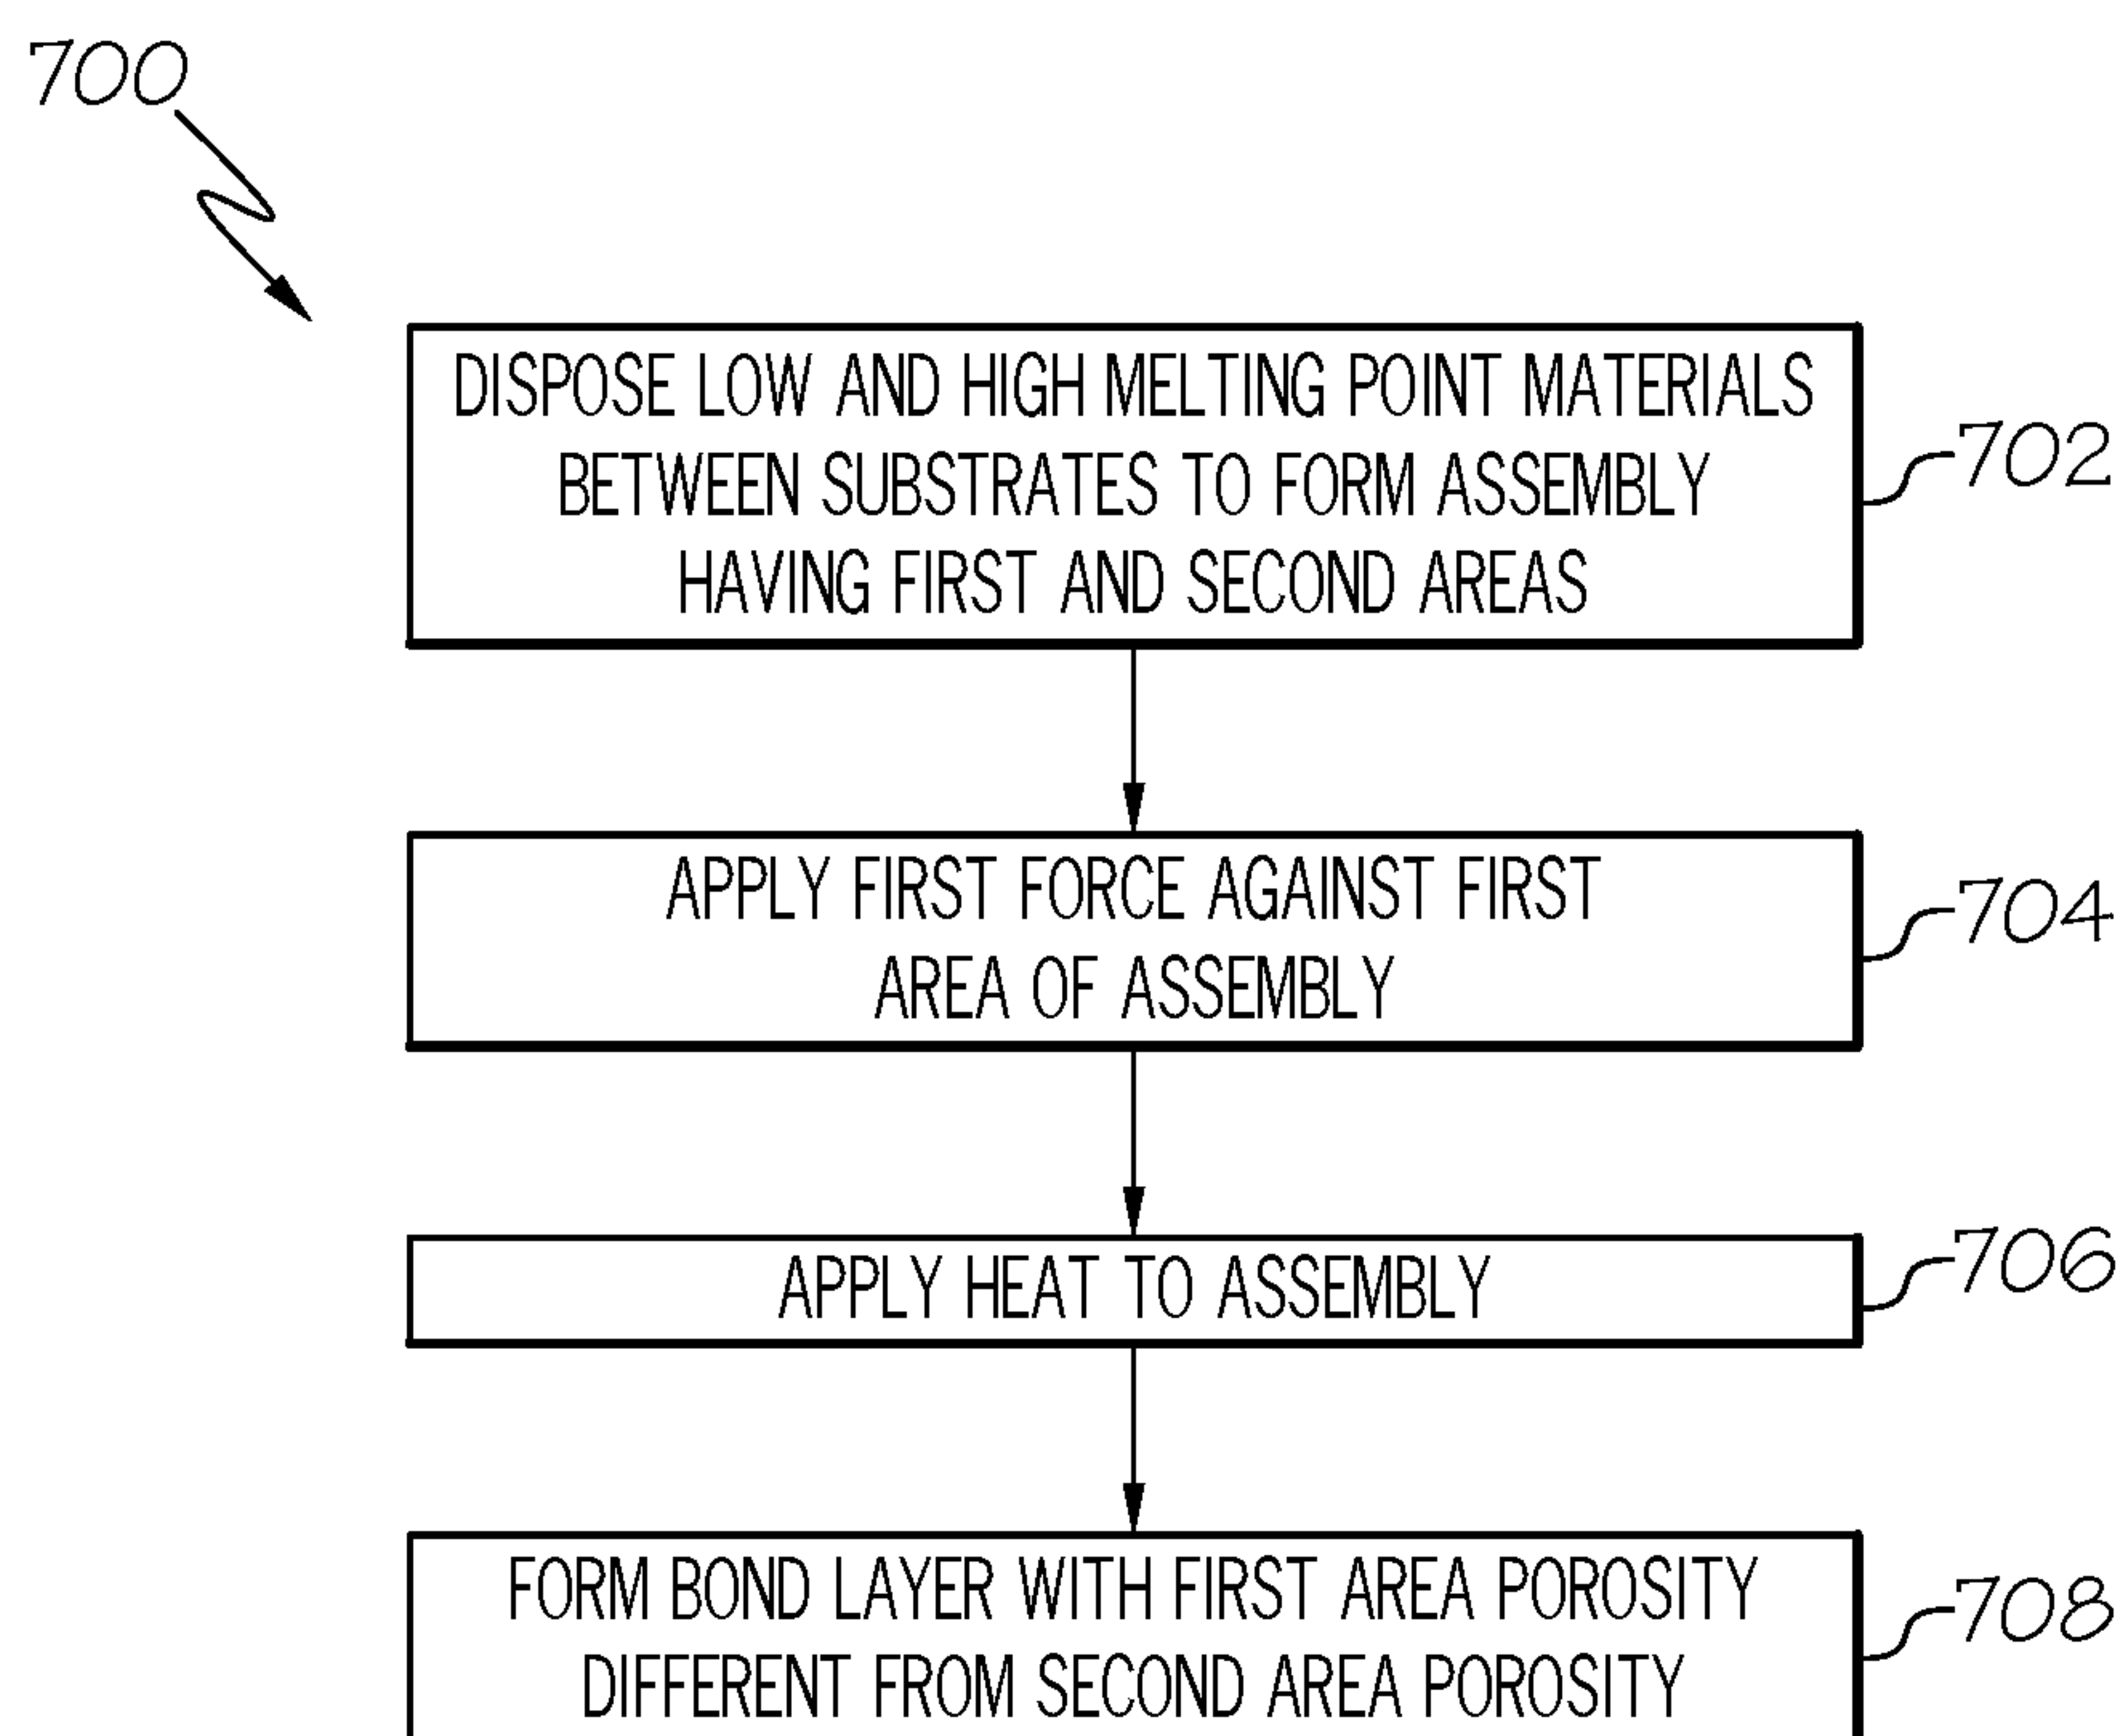 700
DISPOSE LOW AND HIGH MELTING POINT MATERIALS
BETWEEN SUBSTRATES TO FORM ASSEMBLY
HAVING FIRST AND SECOND AREAS
702
APPLY FIRST FORCE AGAINST FIRST
AREA OF ASSEMBLY
704
APPLY HEAT TO ASSEMBLY
706
FORM BOND LAYER WITH FIRST AREA POROSITY
DIFFERENT FROM SECOND AREA POROSITY
708